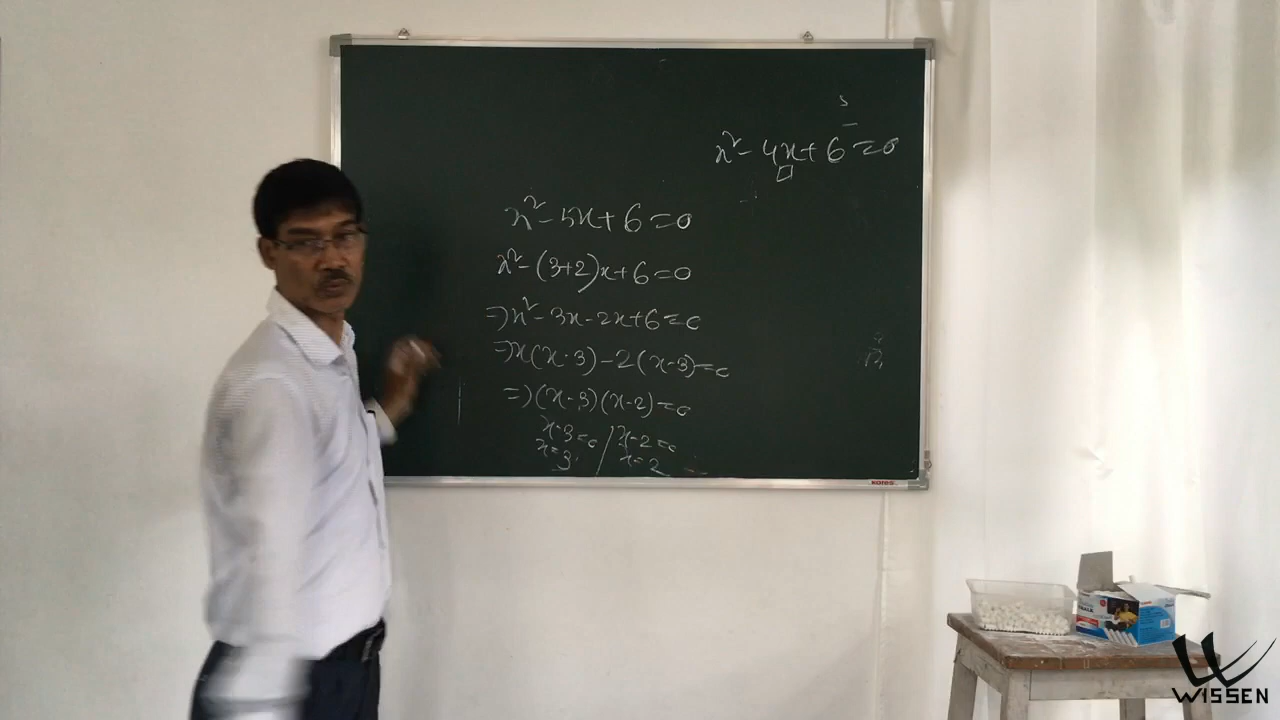 x² - 4x + 6 = 0
x² - 5x + 6 = 0
x² - (3+2)x + 6 = 0
⇒ x² - 3x - 2x + 6 = 0
⇒ x(x - 3) - 2(x - 3) = 0
⇒ (x - 3)(x - 2) = 0
x - 3 = 0 / x - 2 = 0
x = 3 x = 2
kores
WISSEN